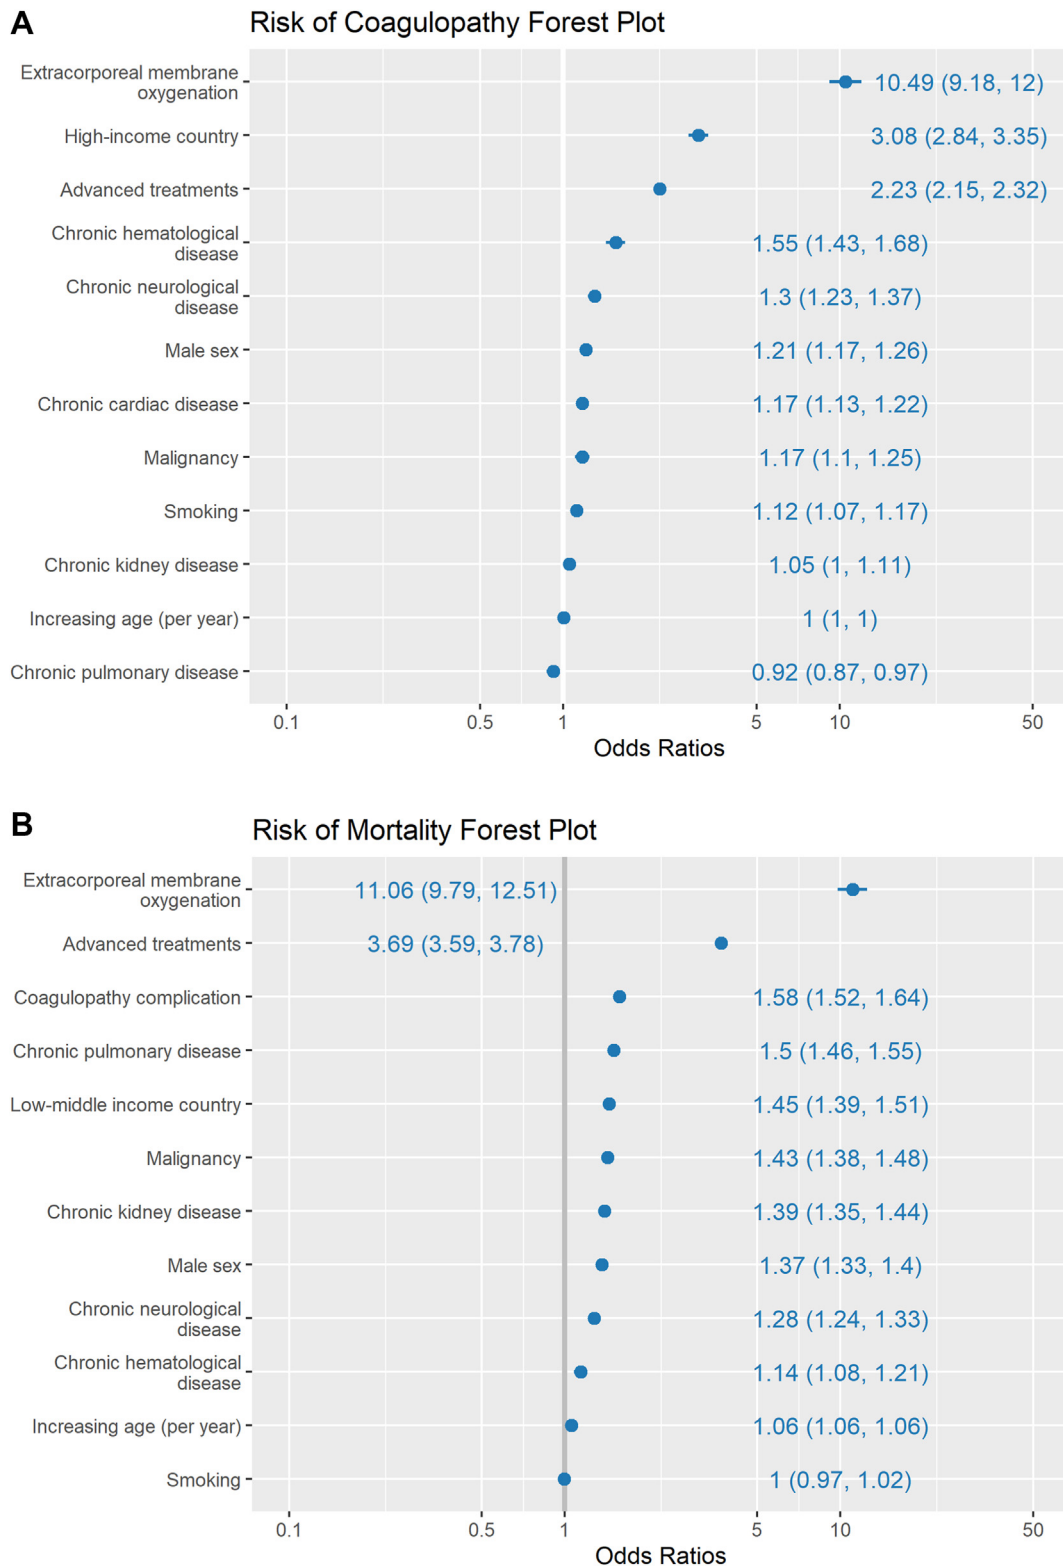 A
Risk of Coagulopathy Forest Plot
Extracorporeal membrane
oxygenation
10.49 (9.18, 12)
High-income country
3.08 (2.84, 3.35)
Advanced treatments
2.23 (2.15, 2.32)
Chronic hematological
disease
1.55 (1.43, 1.68)
Chronic neurological
disease
1.3 (1.23, 1.37)
Male sex
1.21 (1.17, 1.26)
Chronic cardiac disease
1.17 (1.13, 1.22)
Malignancy
1.17 (1.1, 1.25)
Smoking
1.12 (1.07, 1.17)
Chronic kidney disease
1.05 (1, 1.11)
Increasing age (per year)
1 (1, 1)
Chronic pulmonary disease
0.92 (0.87, 0.97)
0.1 0.5 1 5 10 50
Odds Ratios
B
Risk of Mortality Forest Plot
Extracorporeal membrane
oxygenation
11.06 (9.79, 12.51)
Advanced treatments
3.69 (3.59, 3.78)
Coagulopathy complication
1.58 (1.52, 1.64)
Chronic pulmonary disease
1.5 (1.46, 1.55)
Low-middle income country
1.45 (1.39, 1.51)
Malignancy
1.43 (1.38, 1.48)
Chronic kidney disease
1.39 (1.35, 1.44)
Male sex
1.37 (1.33, 1.4)
Chronic neurological
disease
1.28 (1.24, 1.33)
Chronic hematological
disease
1.14 (1.08, 1.21)
Increasing age (per year)
1.06 (1.06, 1.06)
Smoking
1 (0.97, 1.02)
0.1 0.5 1 5 10 50
Odds Ratios